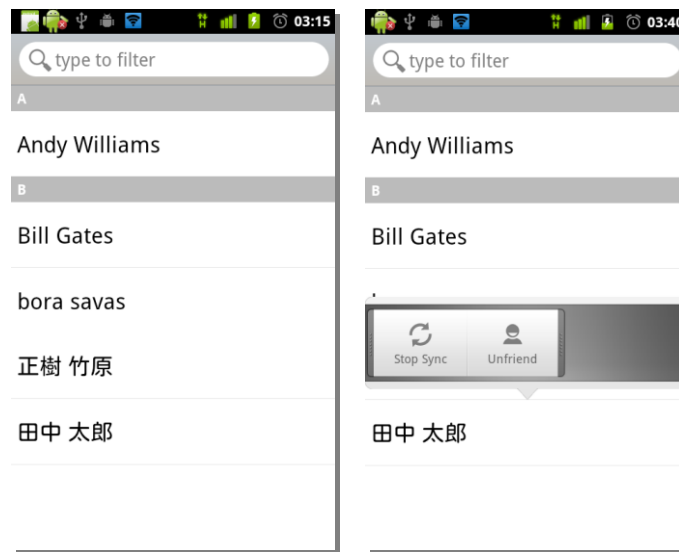 03:15
type to filter
A
Andy Williams
B
Bill Gates
bora savas
正樹 竹原
田中 太郎
03:40
type to filter
A
Andy Williams
B
Bill Gates
Stop Sync
Unfriend
田中 太郎